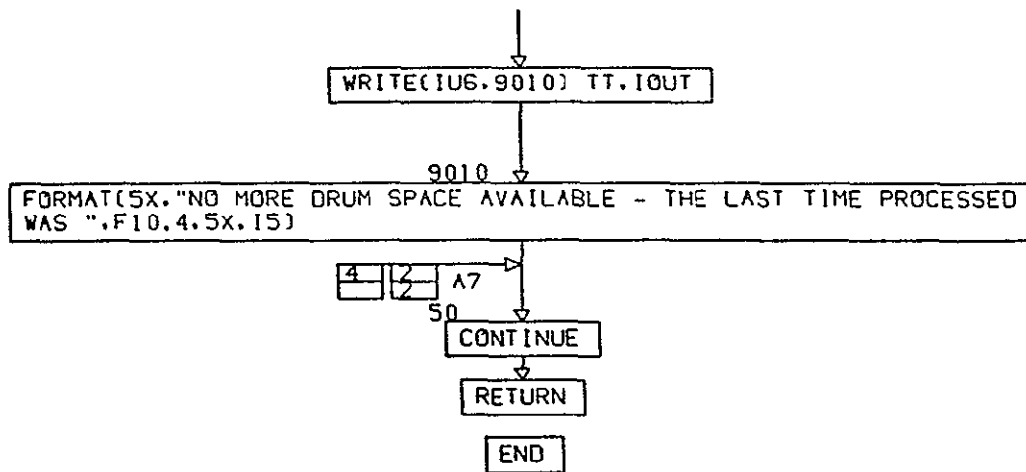 WRITE(IU6.9010) TT.IOUT
9010
FORMAT(5X."NO MORE DRUM SPACE AVAILABLE - THE LAST TIME PROCESSED
WAS ".F10.4.5X.I5)
4 2 A7
2
50
CONTINUE
RETURN
END